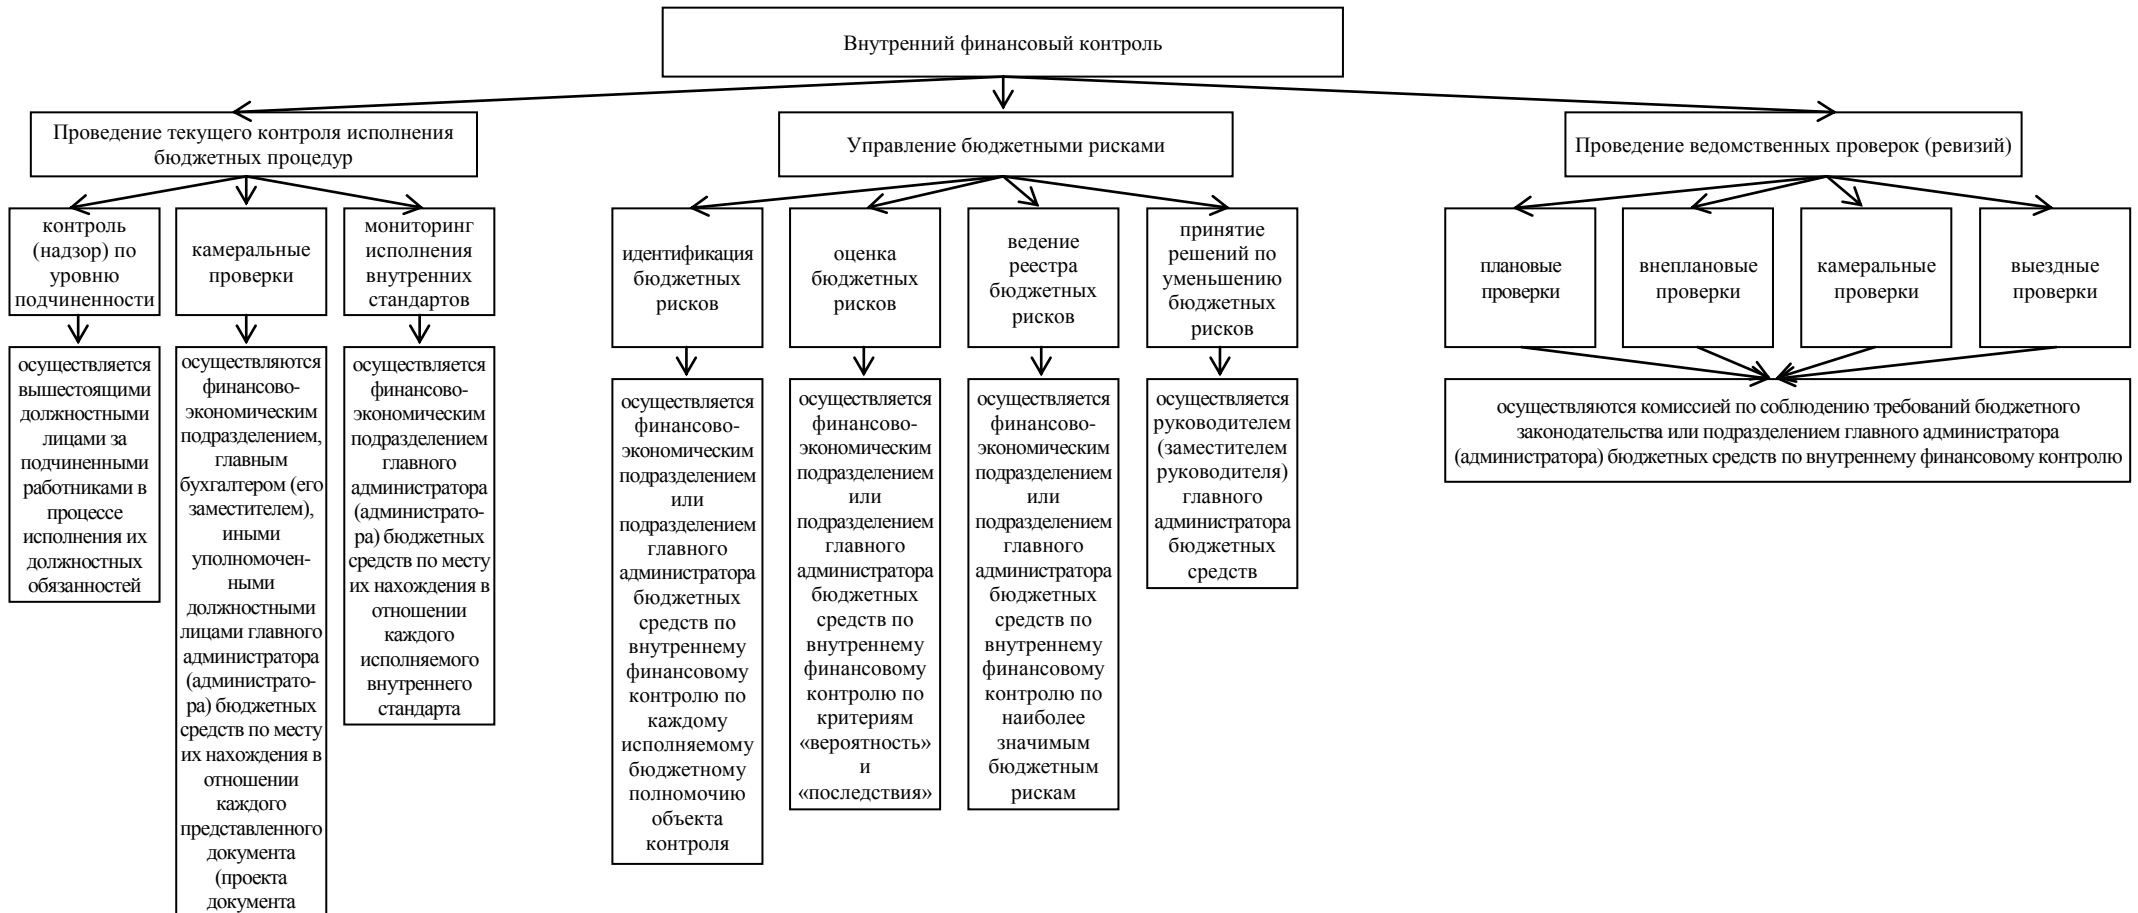 Внутренний финансовый контроль
Проведение текущего контроля исполнения
бюджетных процедур
Управление бюджетными рисками
Проведение ведомственных проверок (ревизий)
контроль
(надзор) по
уровню
подчиненности
камеральные
проверки
мониторинг
исполнения
внутренних
стандартов
идентификация
бюджетных
рисков
оценка
бюджетных
рисков
ведение
реестра
бюджетных
рисков
принятие
решений по
уменьшению
бюджетных
рисков
плановые
проверки
внеплановые
проверки
камеральные
проверки
выездные
проверки
осуществляется
вышестоящими
должностными
лицами за
подчиненными
работниками в
процессе
исполнения их
должностных
обязанностей
осуществляются
финансово-
экономическим
подразделением,
главным
бухгалтером (его
заместителем),
иными
уполномочен-
ными
должностными
лицами главного
администратора
(администрато-
ра) бюджетных
средств по месту
их нахождения в
отношении
каждого
представленного
документа
(проекта
документа
осуществляется
финансово-
экономическим
подразделением
главного
администратора
(администрато-
ра) бюджетных
средств по месту
их нахождения в
отношении
каждого
исполняемого
внутреннего
стандарта
осуществляется
финансово-
экономическим
подразделением
или
подразделением
главного
администратора
бюджетных
средств по
внутреннему
финансовому
контролю по
каждому
исполняемому
бюджетному
полномочию
объекта
контроля
осуществляется
финансово-
экономическим
подразделением
или
подразделением
главного
администратора
бюджетных
средств по
внутреннему
финансовому
контролю по
критериям
«вероятность»
и
«последствия»
осуществляется
финансово-
экономическим
подразделением
или
подразделением
главного
администратора
бюджетных
средств по
внутреннему
финансовому
контролю по
наиболее
значимым
бюджетным
рискам
осуществляется
руководителем
(заместителем
руководителя)
главного
администратора
бюджетных
средств
осуществляются комиссией по соблюдению требований бюджетного
законодательства или подразделением главного администратора
(администратора) бюджетных средств по внутреннему финансовому контролю